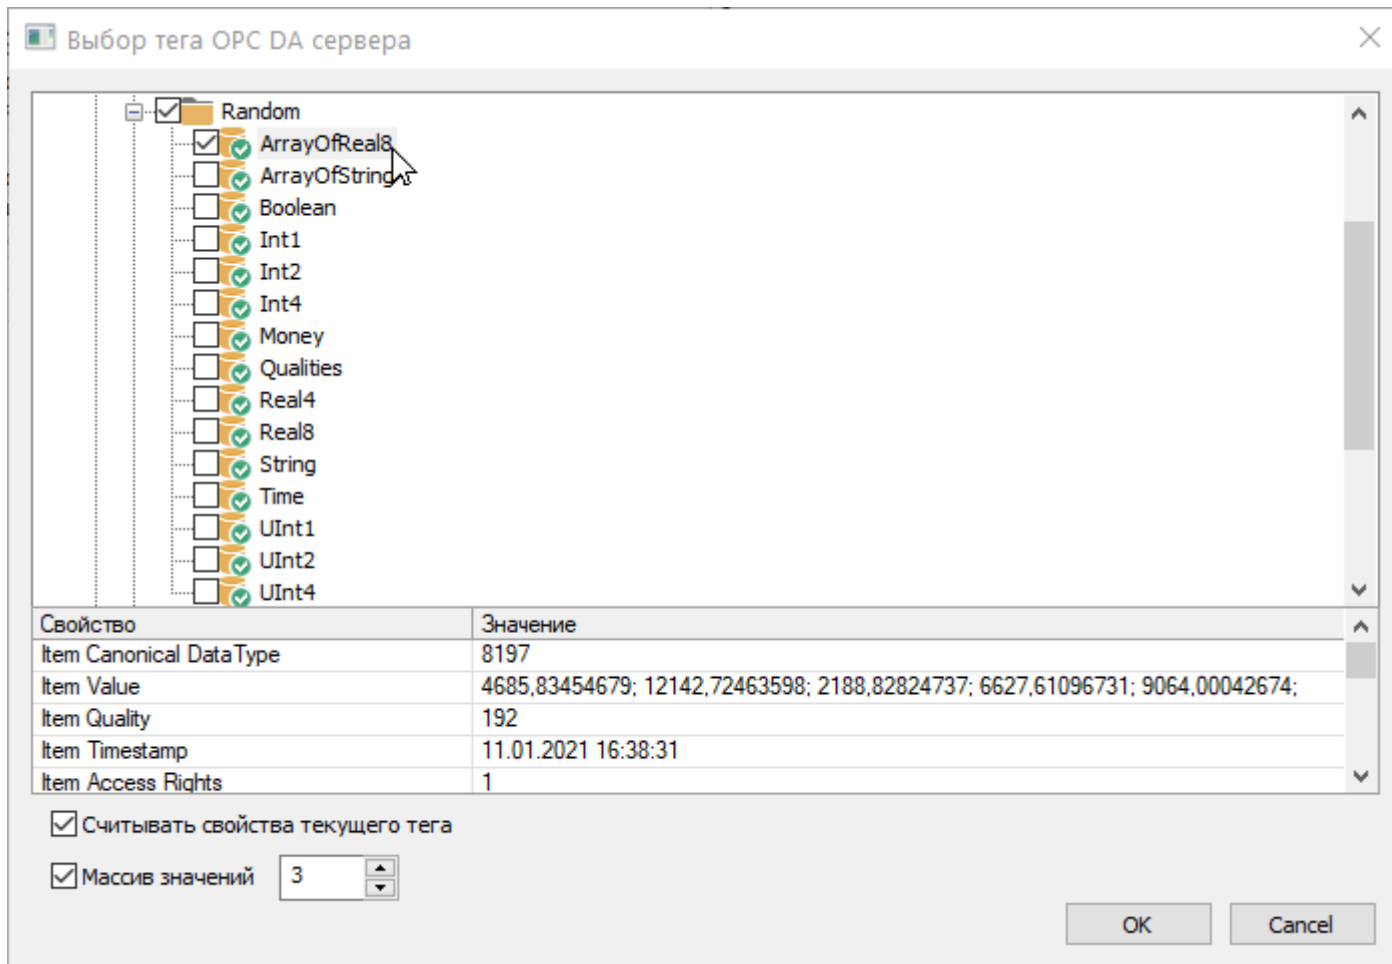 Выбор тега OPC DA сервера
Random
ArrayOfReal8
ArrayOfString
Boolean
Int1
Int2
Int4
Money
Qualities
Real4
Real8
String
Time
UInt1
UInt2
UInt4
Свойство Значение
Item Canonical DataType 8197
Item Value 4685,83454679; 12142,72463598; 2188,82824737; 6627,61096731; 9064,00042674;
Item Quality 192
Item Timestamp 11.01.2021 16:38:31
Item Access Rights 1
Считывать свойства текущего тега
Массив значений 3
OK Cancel